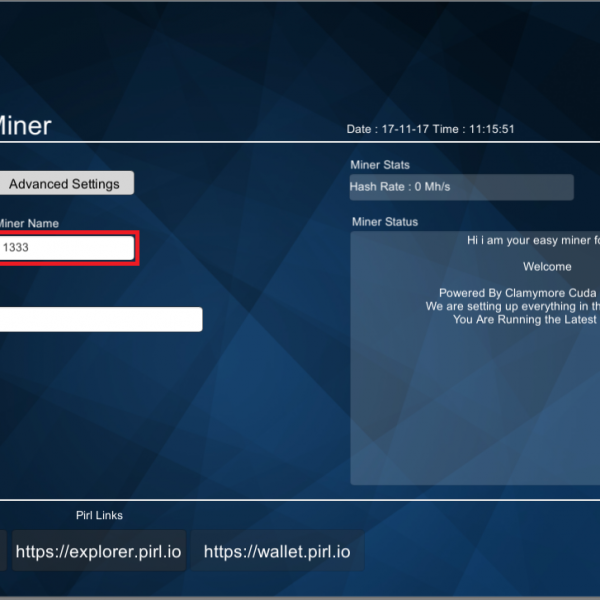 Miner
Date : 17-11-17 Time : 11:15:51
Advanced Settings
Miner Stats
Hash Rate : 0 Mh/s
Miner Name
1333
Miner Status
Hi i am your easy miner fo
Welcome
Powered By Clamymore Cuda
We are setting up everything in th
You Are Running the Latest
Pirl Links
https://explorer.pirl.io
https://wallet.pirl.io